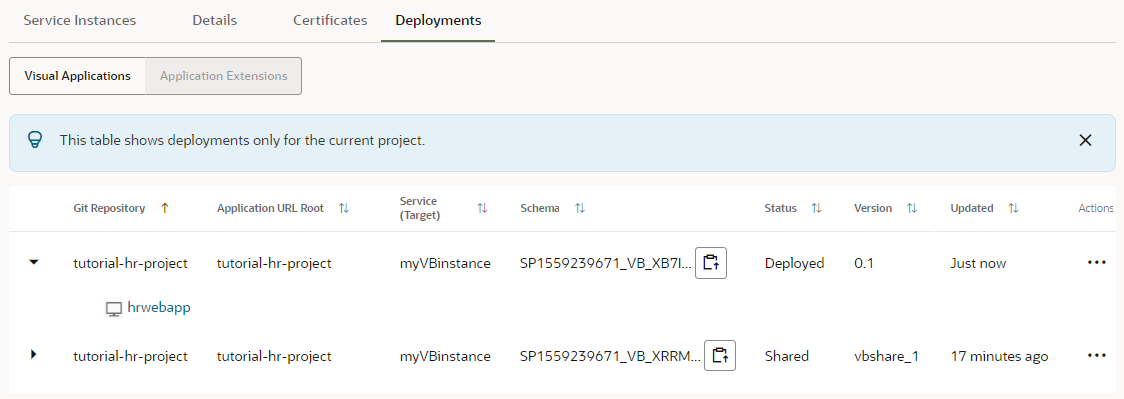 Service Instances Details Certificates Deployments
Visual Applications Application Extensions
This table shows deployments only for the current project.
Git Repository Application URL Root Service (Target) Schema Status Version Updated Actions
tutorial-hr-project tutorial-hr-project myVBinstance SP1559239671_VB_XB7I... Deployed 0.1 Just now
hrwebapp
tutorial-hr-project tutorial-hr-project myVBinstance SP1559239671_VB_XRRM... Shared vbshare_1 17 minutes ago